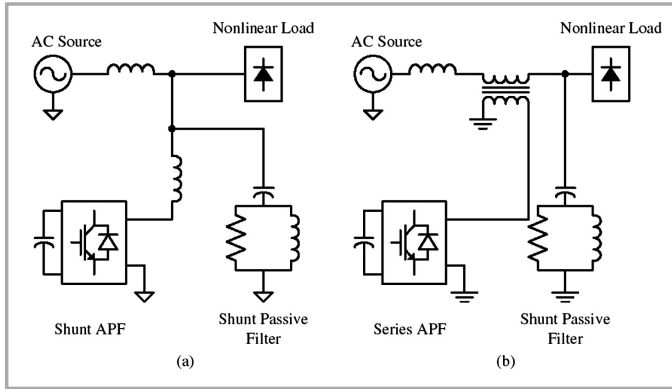 Nonlinear Load
AC Source
Shunt APF
Shunt Passive
Filter
(a)
Nonlinear Load
AC Source
Series APF
Shunt Passive
Filter
(b)